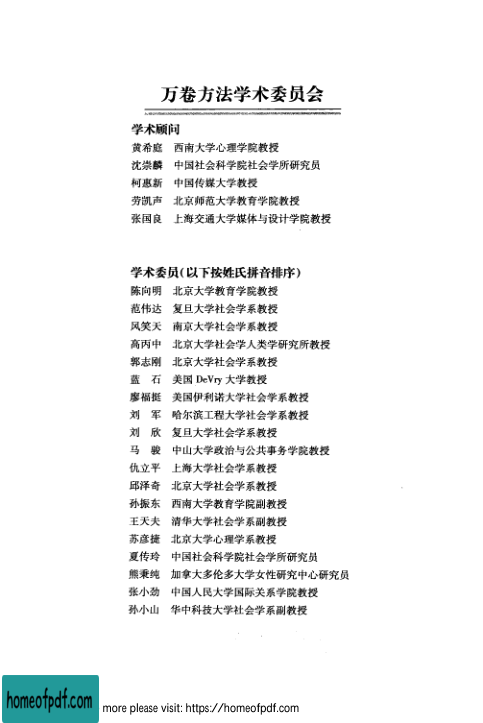 万卷方法学术委员会
学术顾问
黄希庭 西南大学心理学院教授
沈崇麟 中国社会科学院社会学所研究员
柯惠新 中国传媒大学教授
劳凯声 北京师范大学教育学院教授
张国良 上海交通大学媒体与设计学院教授
学术委员(以下按姓氏拼音排序)
陈向明 北京大学教育学院教授
范伟达 复旦大学社会学系教授
风笑天 南京大学社会学系教授
高丙中 北京大学社会学人类学研究所教授
郭志刚 北京大学社会学系教授
蓝 石 美国 DeVry 大学教授
廖福挺 美国伊利诺大学社会学系教授
刘 军 哈尔滨工程大学社会学系教授
刘 欣 复旦大学社会学系教授
马 骏 中山大学政治与公共事务学院教授
仇立平 上海大学社会学系教授
邱泽奇 北京大学社会学系教授
孙振东 西南大学教育学院副教授
王天夫 清华大学社会学系副教授
苏彦捷 北京大学心理学系教授
夏传玲 中国社会科学院社会学所研究员
熊秉纯 加拿大多伦多大学女性研究中心研究员
张小劲 中国人民大学国际关系学院教授
孙小山 华中科技大学社会学系副教授
homeofpdf.com more please visit: https://homeofpdf.com